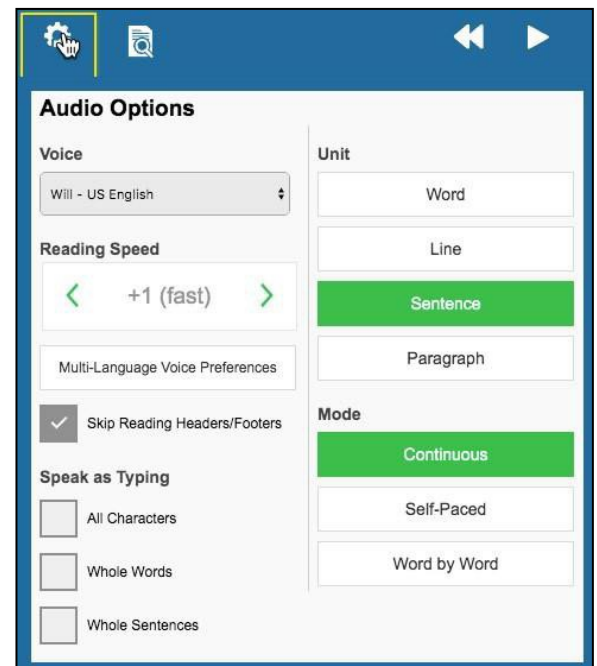 Audio Options
Voice
Will - US English
Reading Speed
+1 (fast)
Multi-Language Voice Preferences
Skip Reading Headers/Footers
Speak as Typing
All Characters
Whole Words
Whole Sentences
Unit
Word
Line
Sentence
Paragraph
Mode
Continuous
Self-Paced
Word by Word